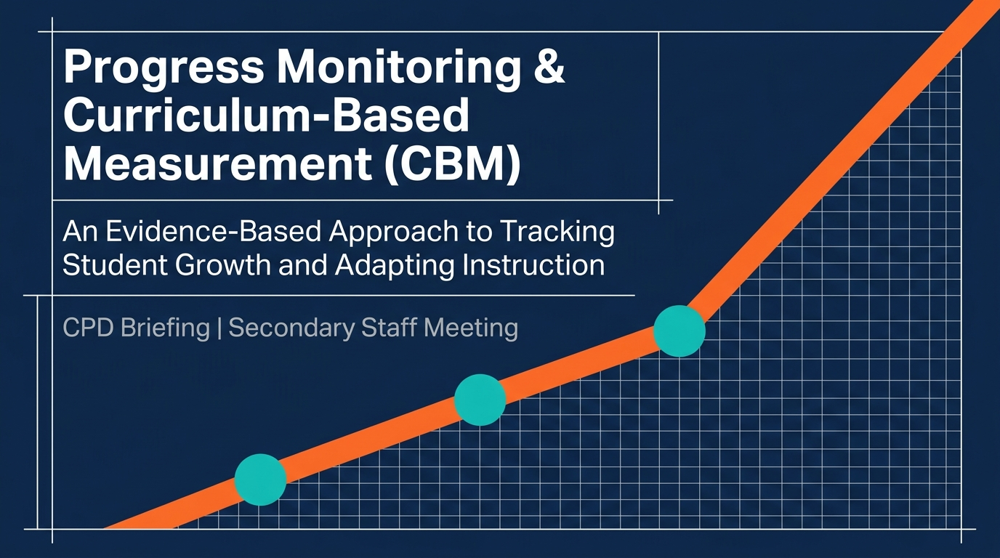 Progress Monitoring &
Curriculum-Based
Measurement (CBM)
An Evidence-Based Approach to Tracking
Student Growth and Adapting Instruction
CPD Briefing | Secondary Staff Meeting